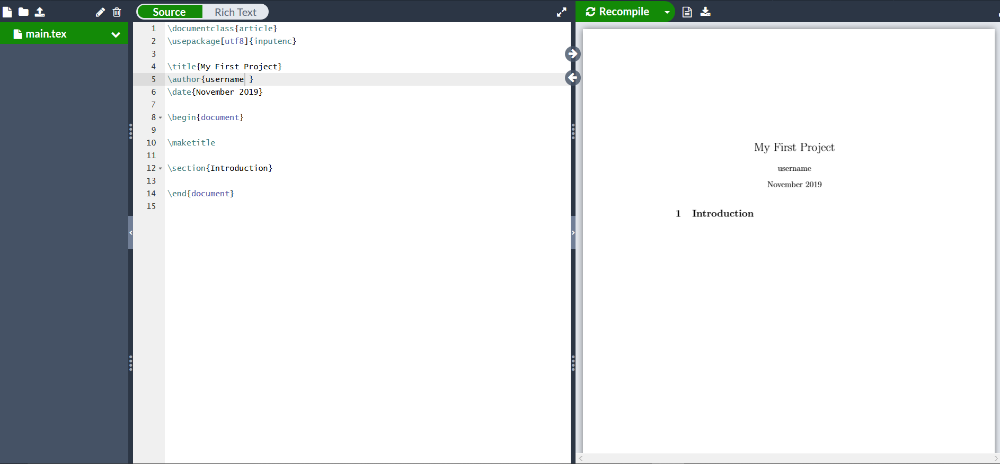 Source Rich Text
Recompile
main.tex
1 \documentclass{article}
2 \usepackage[utf8]{inputenc}
3
4 \title{My First Project}
5 \author{username }
6 \date{November 2019}
7
8 \begin{document}
9
10 \maketitle
11
12 \section{Introduction}
13
14 \end{document}
15
My First Project
username
November 2019
1 Introduction